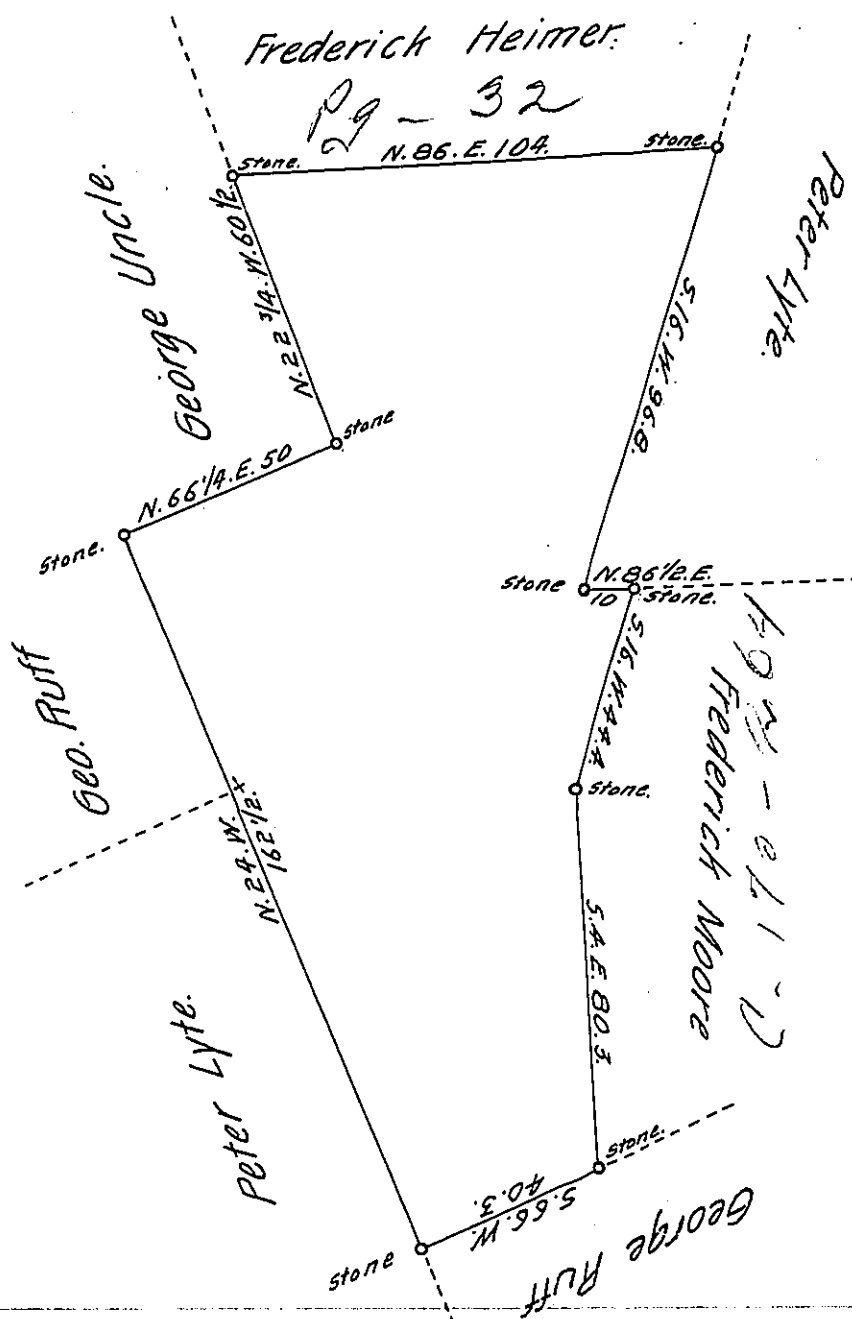 Frederick Heimer.
Pg - 32
Stone.
N. 86. E. 104.
Stone.
George Uncle.
N. 22 3/4. W. 60 1/2.
Peter Lyte.
S. 16. W. 96.8.
Stone
N. 66 1/4. E. 50
Stone.
Stone
N. 86 1/2. E.
10
Stone.
Geo. Ruff
S. 16. W. 44.4.
Frederick Moore
Stone.
x
N. 24. W.
162 1/2.
S. 4. E. 80.3.
Peter Lyte.
Stone.
S. 66. W.
40.3.
Stone
George Ruff